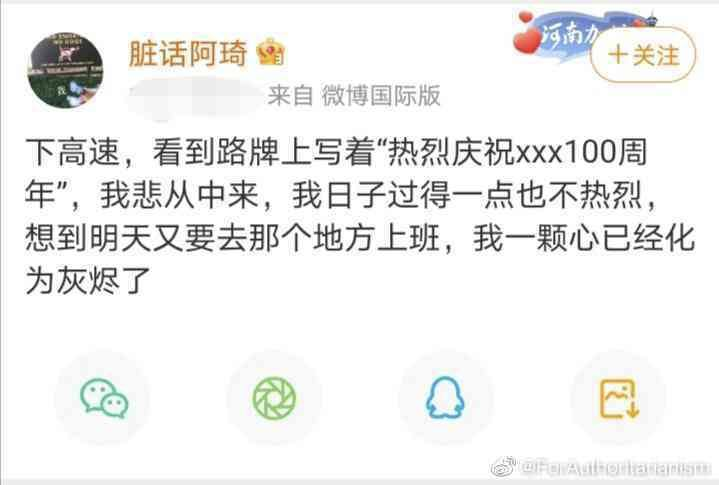 脏话阿琦
河南加油
+关注
我
来自 微博国际版
下高速，看到路牌上写着“热烈庆祝xxx100周
年”，我悲从中来，我日子过得一点也不热烈，
想到明天又要去那个地方上班，我一颗心已经化
为灰烬了
@ForAuthoritarianism